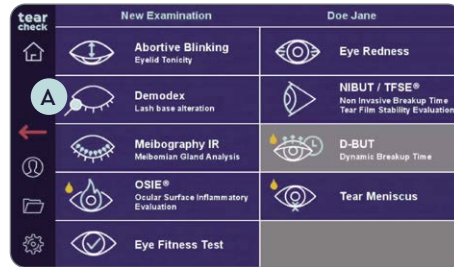 tear
check
New Examination
Doe Jane
Abortive Blinking
Eyelid Tonicity
Eye Redness
A
Demodex
Lash base alteration
NIBUT / TFSE®
Non Invasive Breakup Time
Tear Film Stability Evaluation
Meibography IR
Meibomian Gland Analysis
D-BUT
Dynamic Breakup Time
OSIE®
Ocular Surface Inflammatory
Evaluation
Tear Meniscus
Eye Fitness Test